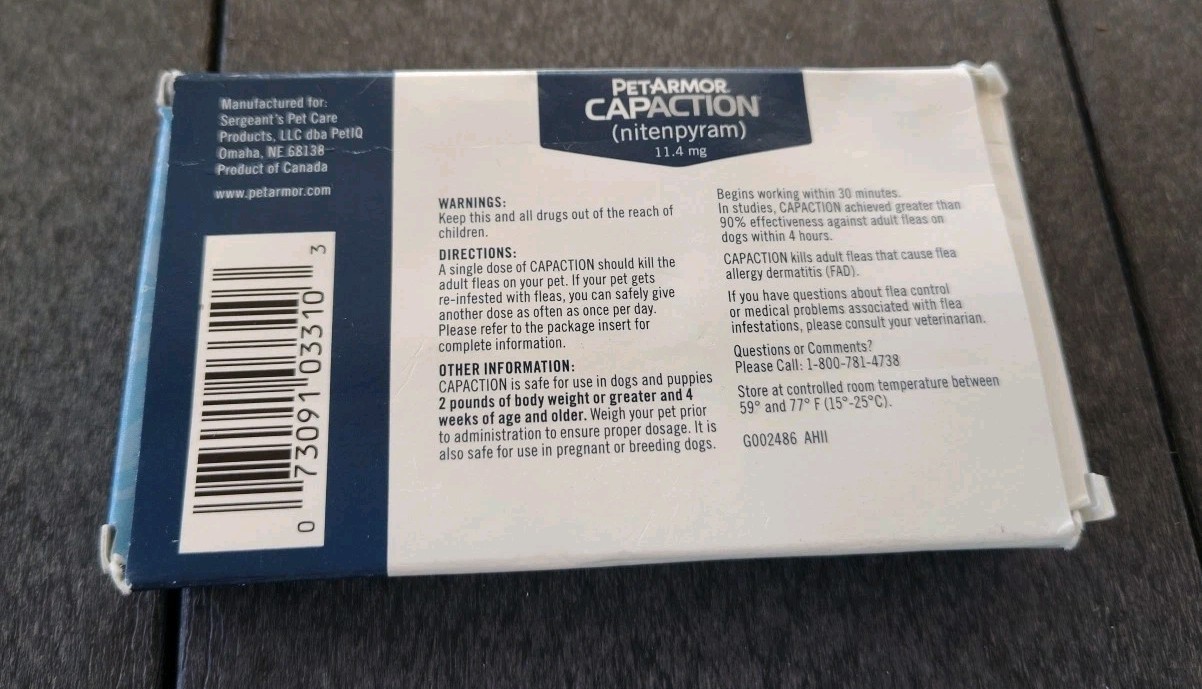 Manufactured for:
Sergeant's Pet Care
Products, LLC dba PetIQ
Omaha, NE 68138
Product of Canada
www.petarmor.com
0 73091 03310 3
PETARMOR
CAPACTION
(nitenpyram)
11.4 mg
WARNINGS:
Keep this and all drugs out of the reach of
children.
DIRECTIONS:
A single dose of CAPACTION should kill the
adult fleas on your pet. If your pet gets
re-infested with fleas, you can safely give
another dose as often as once per day.
Please refer to the package insert for
complete information.
OTHER INFORMATION:
CAPACTION is safe for use in dogs and puppies
2 pounds of body weight or greater and 4
weeks of age and older. Weigh your pet prior
to administration to ensure proper dosage. It is
also safe for use in pregnant or breeding dogs.
Begins working within 30 minutes.
In studies, CAPACTION achieved greater than
90% effectiveness against adult fleas on
dogs within 4 hours.
CAPACTION kills adult fleas that cause flea
allergy dermatitis (FAD).
If you have questions about flea control
or medical problems associated with flea
infestations, please consult your veterinarian.
Questions or Comments?
Please Call: 1-800-781-4738
Store at controlled room temperature between
59° and 77° F (15°-25°C).
G002486 AHII